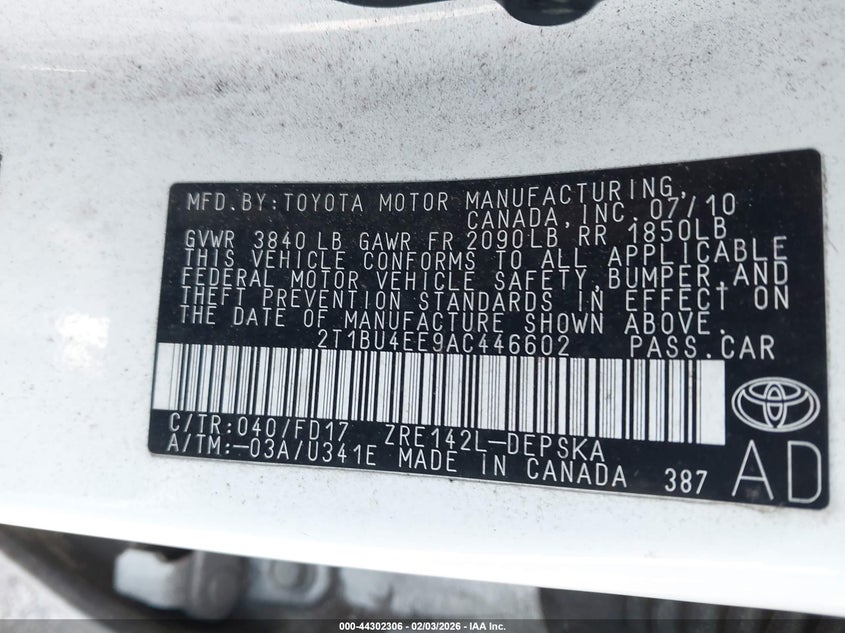 MFD.BY:TOYOTA MOTOR MANUFACTURING,
CANADA, INC. 07/10
GVWR 3840 LB GAWR FR 2090LB RR 1850LB
THIS VEHICLE CONFORMS TO ALL APPLICABLE
FEDERAL MOTOR VEHICLE SAFETY,BUMPER,AND
THEFT PREVENTION STANDARDS IN EFFECT ON
THE DATE OF MANUFACTURE SHOWN ABOVE.
2T1BU4EE9AC446602 PASS.CAR
C/TR:040/FD17 ZRE142L-DEPSKA
A/TM:-03A/U341E MADE IN CANADA 387
AD
000-44302306 - 02/03/2026 - IAA Inc.